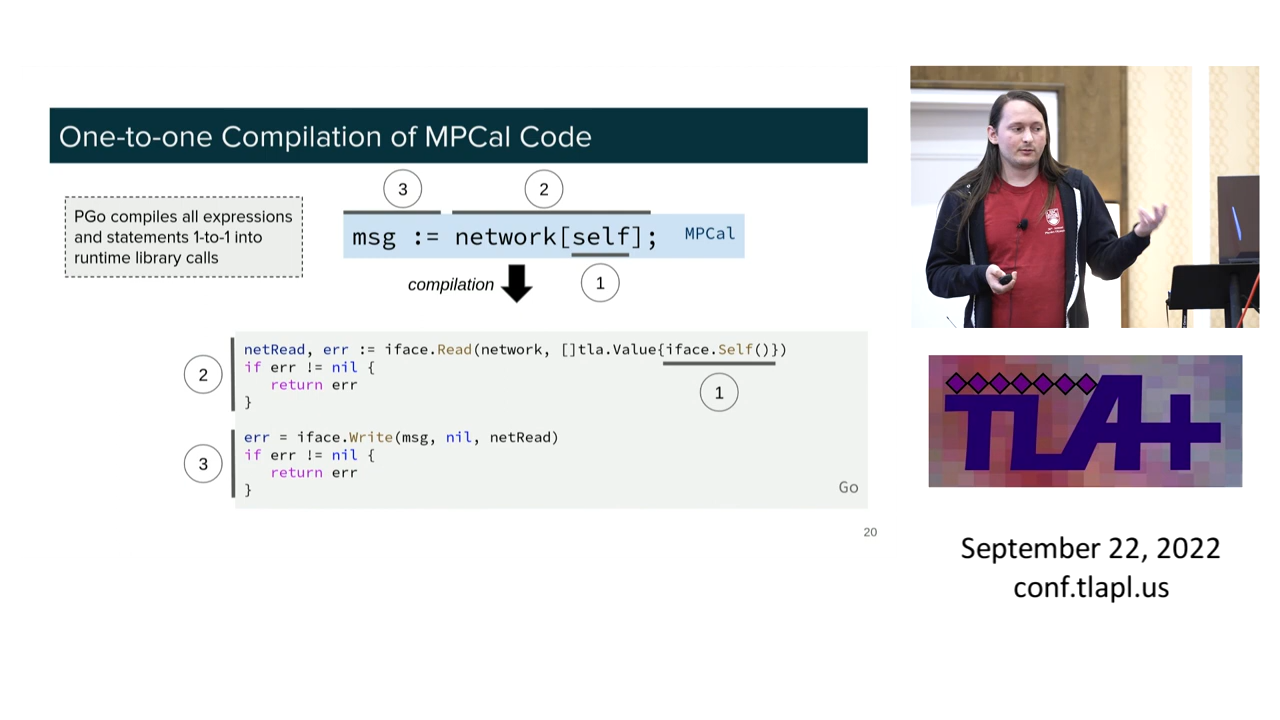 One-to-one Compilation of MPCal Code
PGo compiles all expressions
and statements 1-to-1 into
runtime library calls
3
2
msg := network[self];
MPCal
compilation
1
2
netRead, err := iface.Read(network, []tla.Value{iface.Self()})
if err != nil {
return err
}
1
3
err = iface.Write(msg, nil, netRead)
if err != nil {
return err
}
Go
20
TLA+
September 22, 2022
conf.tlapl.us